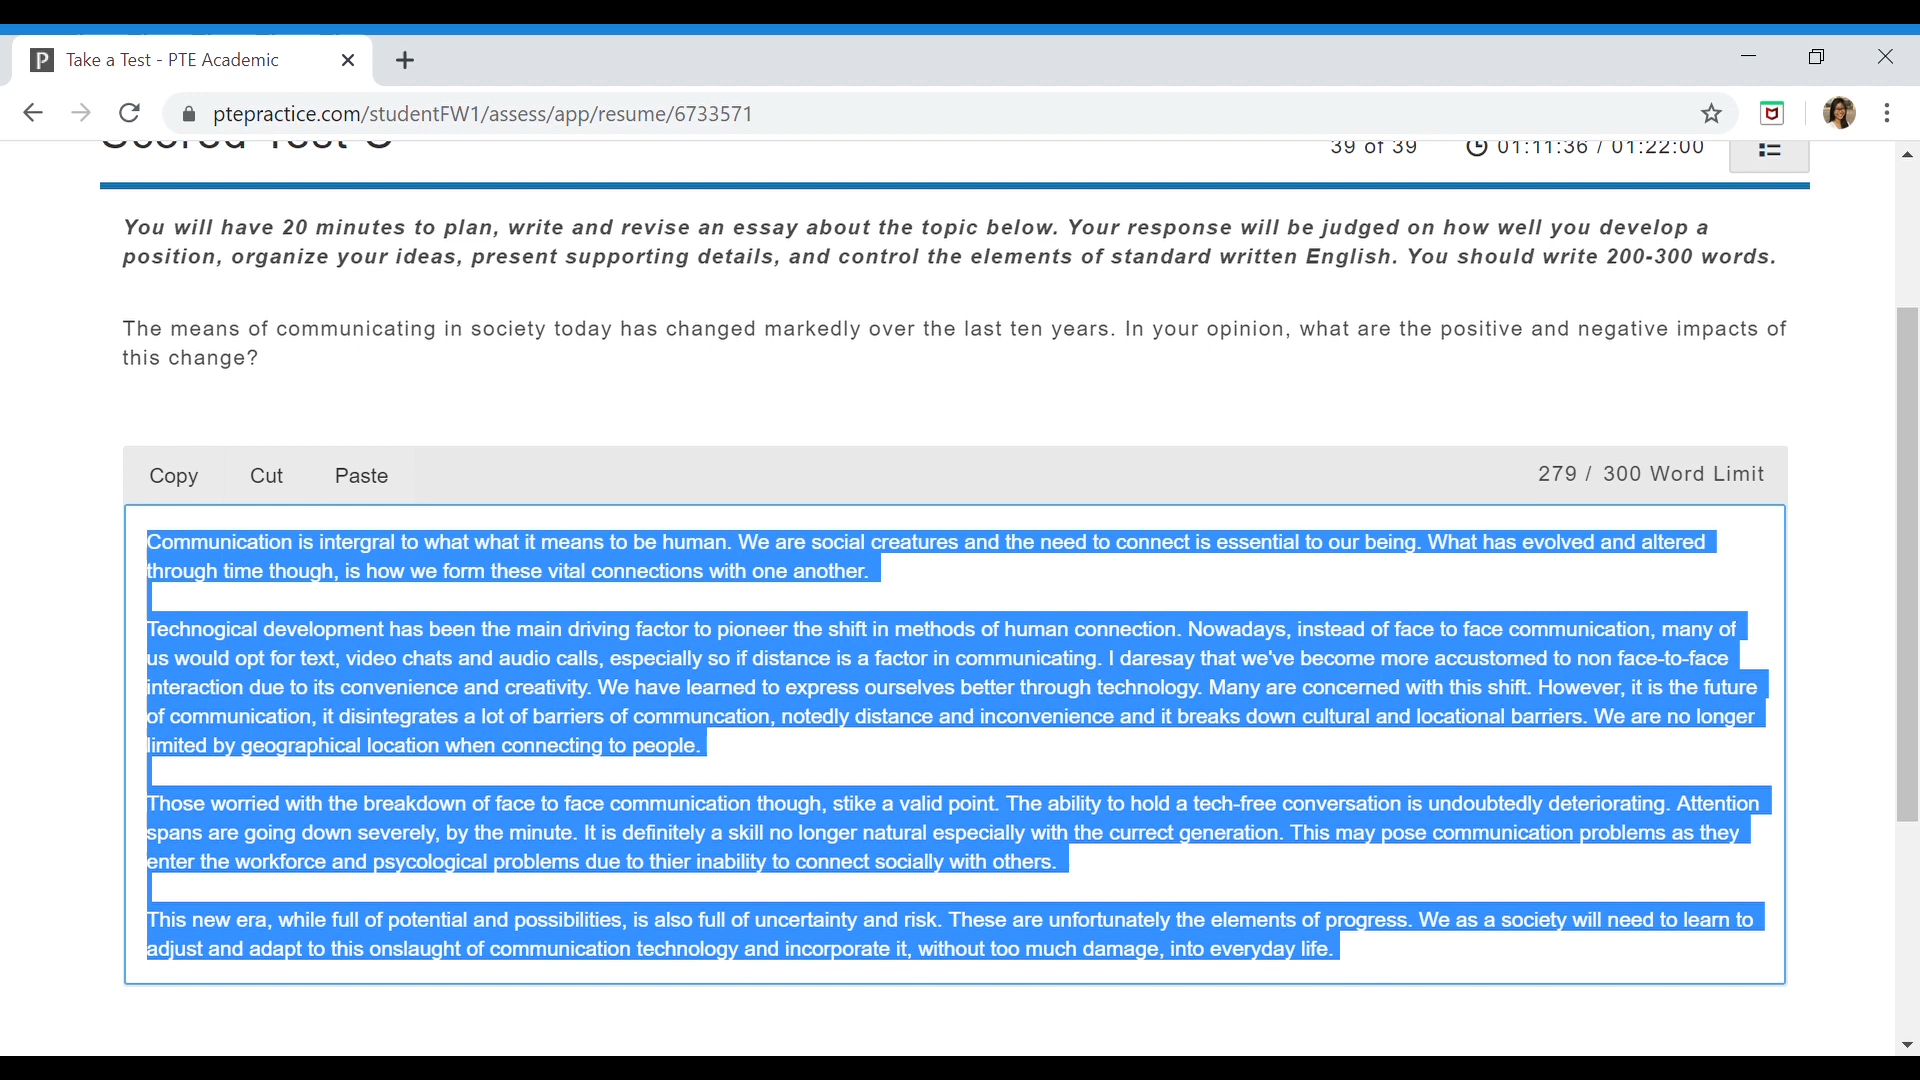 Take a Test - PTE Academic
ptepractice.com/studentFW1/assess/app/resume/6733571
39 of 39 01:11:36 / 01:22:00
You will have 20 minutes to plan, write and revise an essay about the topic below. Your response will be judged on how well you develop a
position, organize your ideas, present supporting details, and control the elements of standard written English. You should write 200-300 words.
The means of communicating in society today has changed markedly over the last ten years. In your opinion, what are the positive and negative impacts of
this change?
Copy Cut Paste 279 / 300 Word Limit
Communication is intergral to what what it means to be human. We are social creatures and the need to connect is essential to our being. What has evolved and altered
through time though, is how we form these vital connections with one another.
Technogical development has been the main driving factor to pioneer the shift in methods of human connection. Nowadays, instead of face to face communication, many of
us would opt for text, video chats and audio calls, especially so if distance is a factor in communicating. I daresay that we've become more accustomed to non face-to-face
interaction due to its convenience and creativity. We have learned to express ourselves better through technology. Many are concerned with this shift. However, it is the future
of communication, it disintegrates a lot of barriers of communcation, notedly distance and inconvenience and it breaks down cultural and locational barriers. We are no longer
limited by geographical location when connecting to people.
Those worried with the breakdown of face to face communication though, stike a valid point. The ability to hold a tech-free conversation is undoubtedly deteriorating. Attention
spans are going down severely, by the minute. It is definitely a skill no longer natural especially with the currect generation. This may pose communication problems as they
enter the workforce and psycological problems due to thier inability to connect socially with others.
This new era, while full of potential and possibilities, is also full of uncertainty and risk. These are unfortunately the elements of progress. We as a society will need to learn to
adjust and adapt to this onslaught of communication technology and incorporate it, without too much damage, into everyday life.